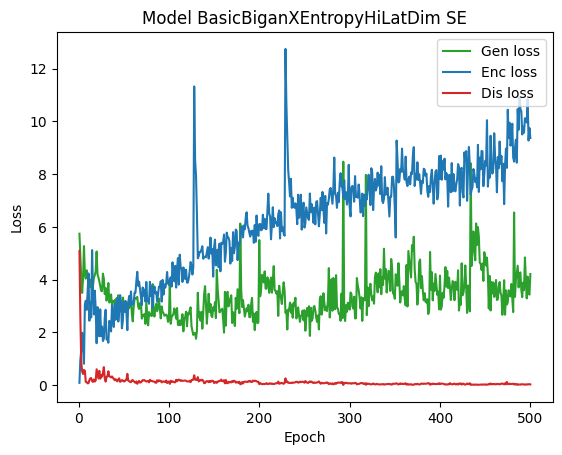 Model BasicBiganXEntropyHiLatDim SE
Gen loss
Enc loss
Dis loss
12
10
8
6
4
2
0
Loss
0 100 200 300 400 500
Epoch